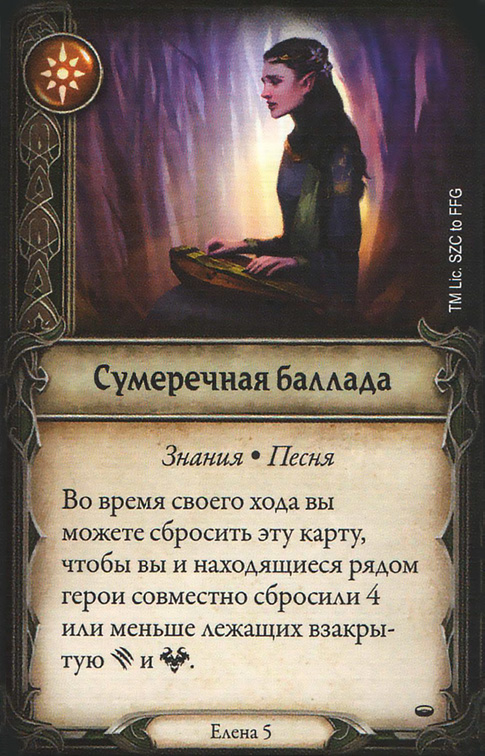 TM Lic. SZC to FFG
Сумеречная баллада
Знания • Песня
Во время своего хода вы
можете сбросить эту карту,
чтобы вы и находящиеся рядом
герои совместно сбросили 4
или меньше лежащих взакры-
тую и .
Елена 5